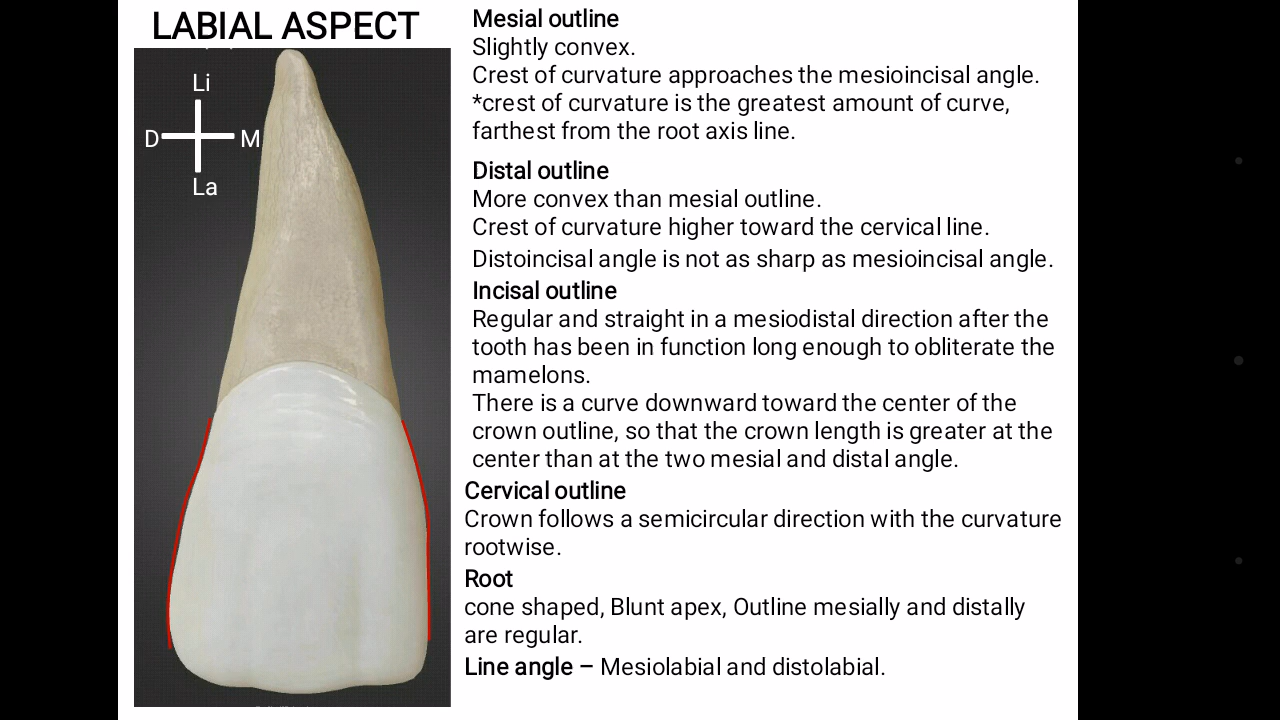 LABIAL ASPECT
Li
D M
La
Mesial outline
Slightly convex.
Crest of curvature approaches the mesioincisal angle.
*crest of curvature is the greatest amount of curve,
farthest from the root axis line.
Distal outline
More convex than mesial outline.
Crest of curvature higher toward the cervical line.
Distoincisal angle is not as sharp as mesioincisal angle.
Incisal outline
Regular and straight in a mesiodistal direction after the
tooth has been in function long enough to obliterate the
mamelons.
There is a curve downward toward the center of the
crown outline, so that the crown length is greater at the
center than at the two mesial and distal angle.
Cervical outline
Crown follows a semicircular direction with the curvature
rootwise.
Root
cone shaped, Blunt apex, Outline mesially and distally
are regular.
Line angle – Mesiolabial and distolabial.